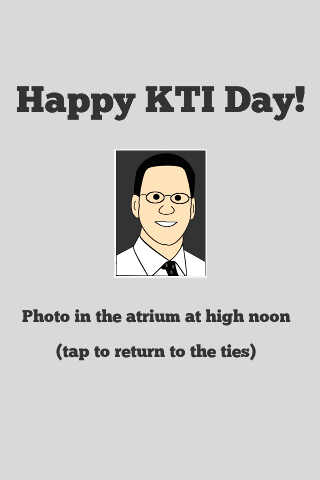 Happy KTI Day!
Photo in the atrium at high noon
(tap to return to the ties)